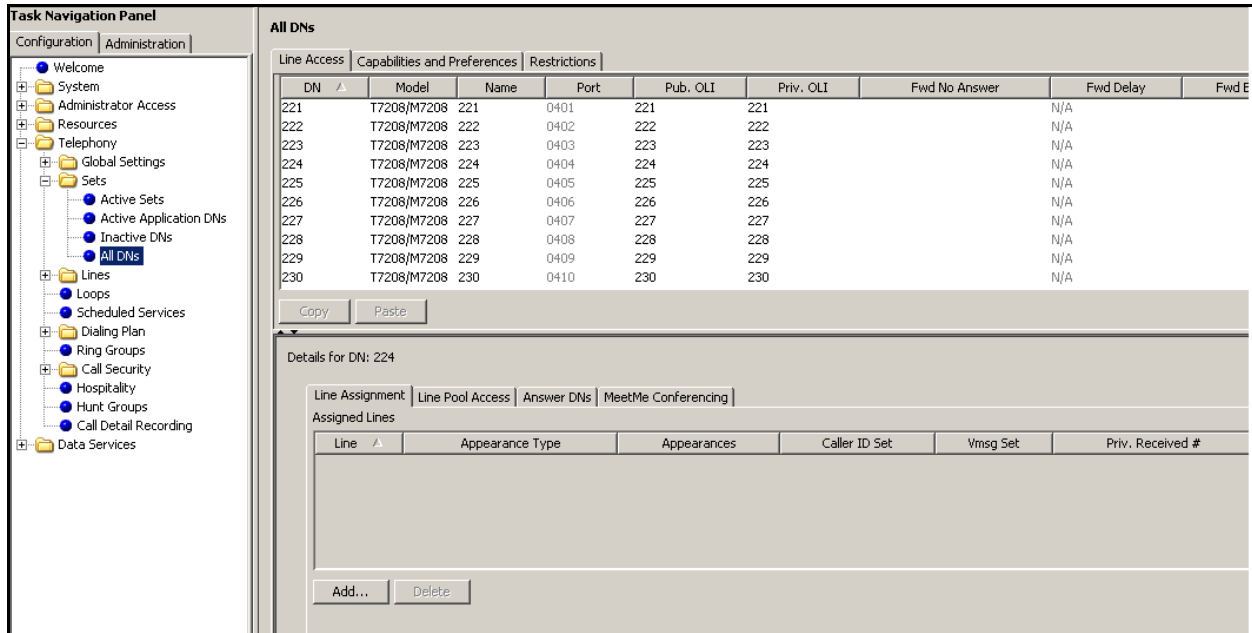 Task Navigation Panel
Configuration Administration
Welcome
System
Administrator Access
Resources
Telephony
Global Settings
Sets
Active Sets
Active Application DNs
Inactive DNs
All DNs
Lines
Loops
Scheduled Services
Dialing Plan
Ring Groups
Call Security
Hospitality
Hunt Groups
Call Detail Recording
Data Services
All DNs
Line Access Capabilities and Preferences Restrictions
DN Model Name Port Pub. OLI Priv. OLI Fwd No Answer Fwd Delay Fwd
221 T7208/M7208 221 0401 221 221 N/A
222 T7208/M7208 222 0402 222 222 N/A
223 T7208/M7208 223 0403 223 223 N/A
224 T7208/M7208 224 0404 224 224 N/A
225 T7208/M7208 225 0405 225 225 N/A
226 T7208/M7208 226 0406 226 226 N/A
227 T7208/M7208 227 0407 227 227 N/A
228 T7208/M7208 228 0408 228 228 N/A
229 T7208/M7208 229 0409 229 229 N/A
230 T7208/M7208 230 0410 230 230 N/A
Copy Paste
Details for DN: 224
Line Assignment Line Pool Access Answer DNs MeetMe Conferencing
Assigned Lines
Line Appearance Type Appearances Caller ID Set Vmsg Set Priv. Received #
Add... Delete